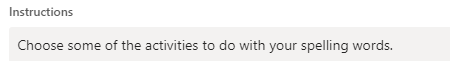 Instructions
Choose some of the activities to do with your spelling words.